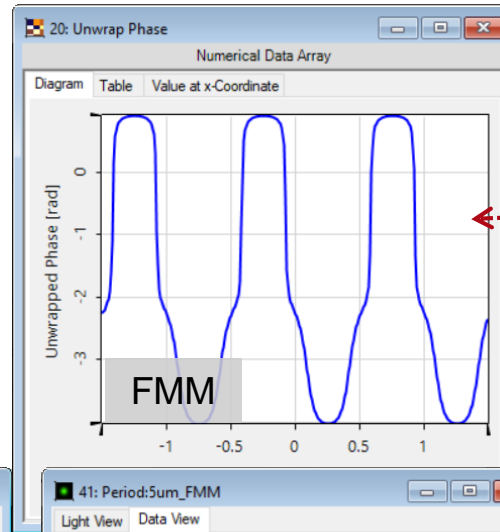 20: Unwrap Phase
Numerical Data Array
Diagram Table Value at x-Coordinate
Unwrapped Phase [rad]
0
-1
-2
-3
FMM
-1 -0.5 0 0.5 1
41: Period:5um_FMM
Light View Data View